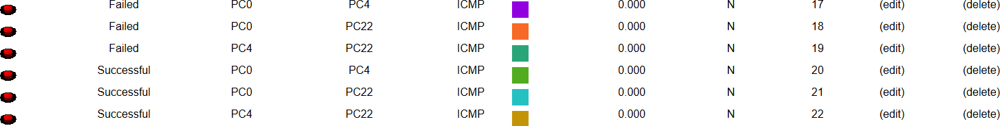 Failed PC0 PC4 ICMP 0.000 N 17 (edit) (delete)
Failed PC0 PC22 ICMP 0.000 N 18 (edit) (delete)
Failed PC4 PC22 ICMP 0.000 N 19 (edit) (delete)
Successful PC0 PC4 ICMP 0.000 N 20 (edit) (delete)
Successful PC0 PC22 ICMP 0.000 N 21 (edit) (delete)
Successful PC4 PC22 ICMP 0.000 N 22 (edit) (delete)